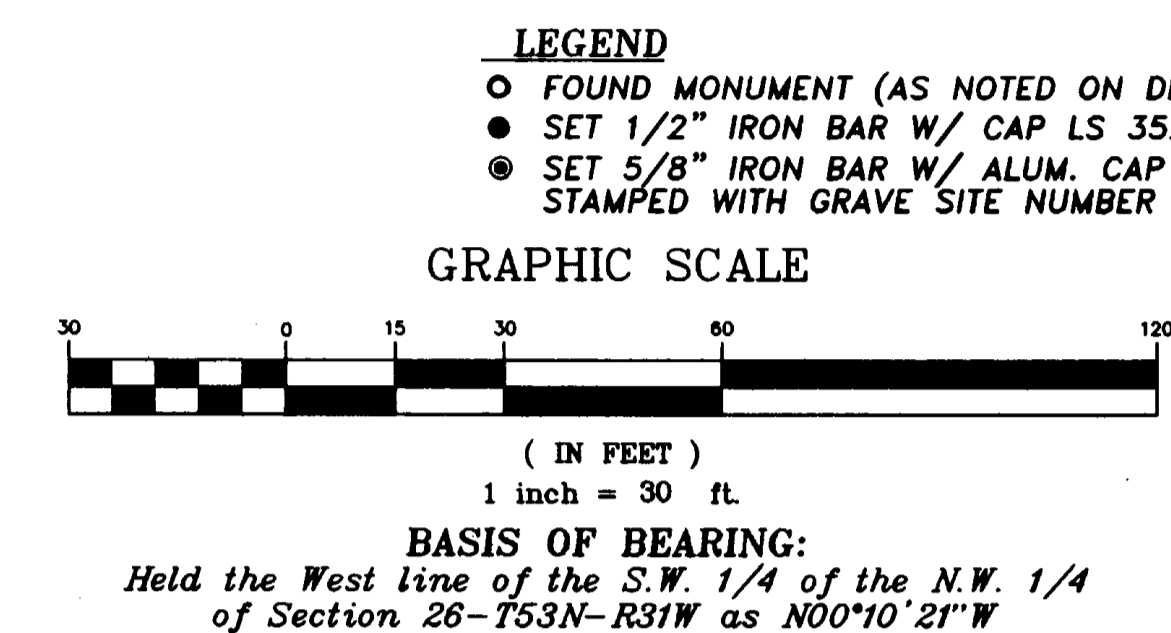 LEGEND
FOUND MONUMENT (AS NOTED ON
SET 1/2" IRON BAR W/ CAP LS
SET 5/8" IRON BAR W/ ALUM. CAP
STAMPED WITH GRAVE SITE NUMBER
GRAPHIC SCALE
30 0 15 30 60 120
( IN FEET )
1 inch = 30 ft.
BASIS OF BEARING:
Held the West line of the S.W. 1/4 of the N.W. 1/4
of Section 26-T53N-R31W as N00°10'21"W